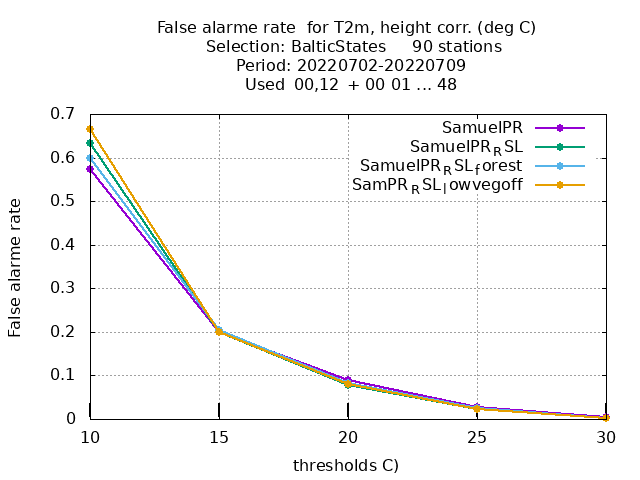 False alarme rate  for T2m, height corr. (deg C)
Selection: BalticStates     90 stations
Period: 20220702-20220709
Used  00,12  + 00 01 ... 48
0.7
0.6
0.5
0.4
0.3
0.2
0.1
0
False alarme rate
SamuelPR
SamuelPR_RSL
SamuelPR_RSL_forest
SamPR_RSL_lowvegoff
10 15 20 25 30
thresholds C)